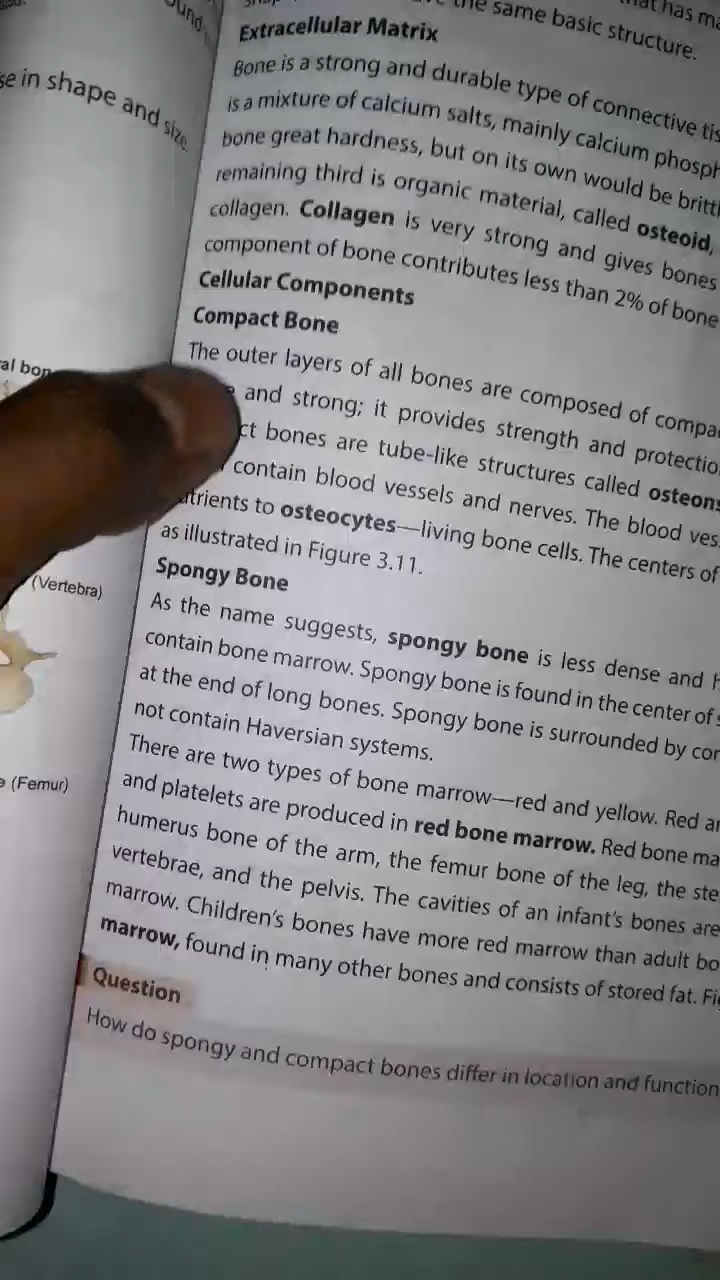 the same basic structure.
Extracellular Matrix
Bone is a strong and durable type of connective
is a mixture of calcium salts, mainly calcium
bone great hardness, but on its own would be
remaining third is organic material, called osteoid,
collagen. Collagen is very strong and gives bones
component of bone contributes less than 2% of bone
Cellular Components
Compact Bone
The outer layers of all bones are composed of
and strong; it provides strength and
bones are tube-like structures called osteons
contain blood vessels and nerves. The blood
to osteocytes—living bone cells. The centers of
as illustrated in Figure 3.11.
Spongy Bone
As the name suggests, spongy bone is less dense and
contain bone marrow. Spongy bone is found in the center of
at the end of long bones. Spongy bone is surrounded by
not contain Haversian systems.
There are two types of bone marrow—red and yellow. Red
and platelets are produced in red bone marrow. Red bone
humerus bone of the arm, the femur bone of the leg, the
vertebrae, and the pelvis. The cavities of an infant's bones are
marrow. Children's bones have more red marrow than adult
marrow, found in many other bones and consists of stored fat.
Question
How do spongy and compact bones differ in location and function
in shape and size.
(Vertebra)
(Femur)